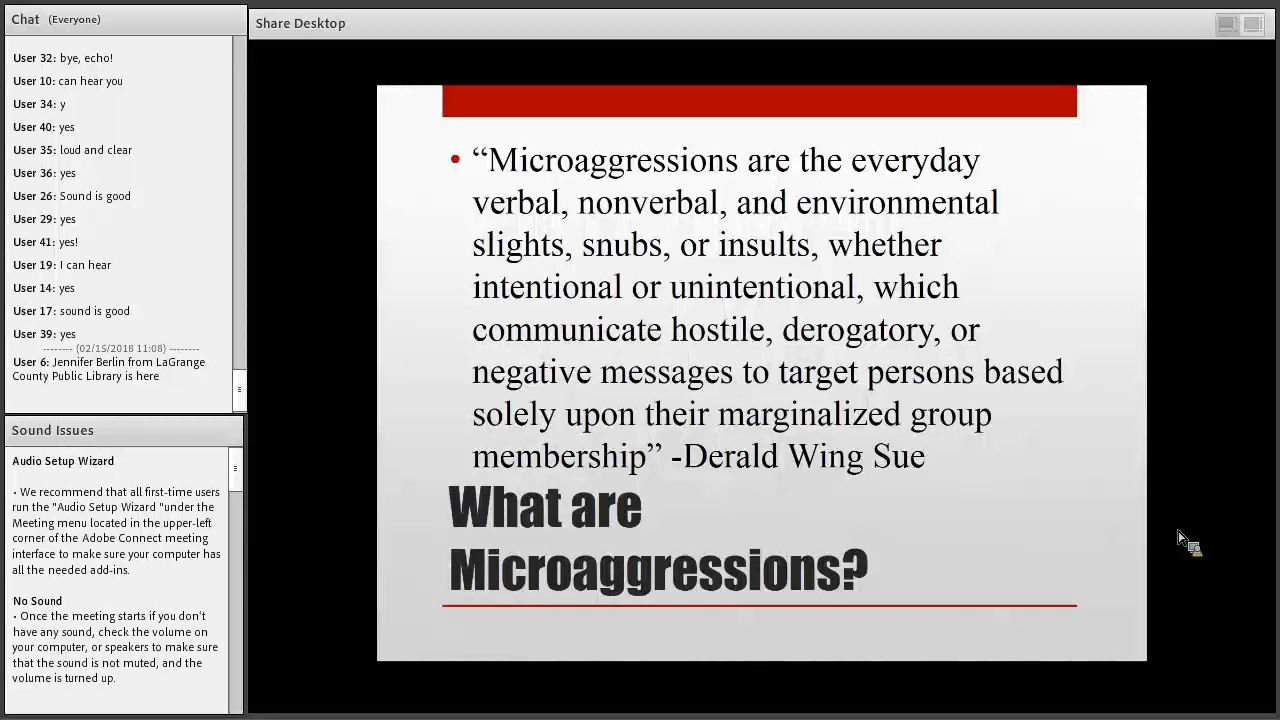 Chat (Everyone)
User 32: bye, echo!
User 10: can hear you
User 34: y
User 40: yes
User 35: loud and clear
User 36: yes
User 26: Sound is good
User 29: yes
User 41: yes!
User 19: I can hear
User 14: yes
User 17: sound is good
User 39: yes
-------- (02/15/2018 11:08) --------
User 6: Jennifer Berlin from LaGrange
County Public Library is here
Sound Issues
Audio Setup Wizard
• We recommend that all first-time users
run the "Audio Setup Wizard "under the
Meeting menu located in the upper-left
corner of the Adobe Connect meeting
interface to make sure your computer has
all the needed add-ins.
No Sound
• Once the meeting starts if you don't
have any sound, check the volume on
your computer, or speakers to make sure
that the sound is not muted, and the
volume is turned up.
Share Desktop
• “Microaggressions are the everyday
verbal, nonverbal, and environmental
slights, snubs, or insults, whether
intentional or unintentional, which
communicate hostile, derogatory, or
negative messages to target persons based
solely upon their marginalized group
membership” -Derald Wing Sue
What are
Microaggressions?